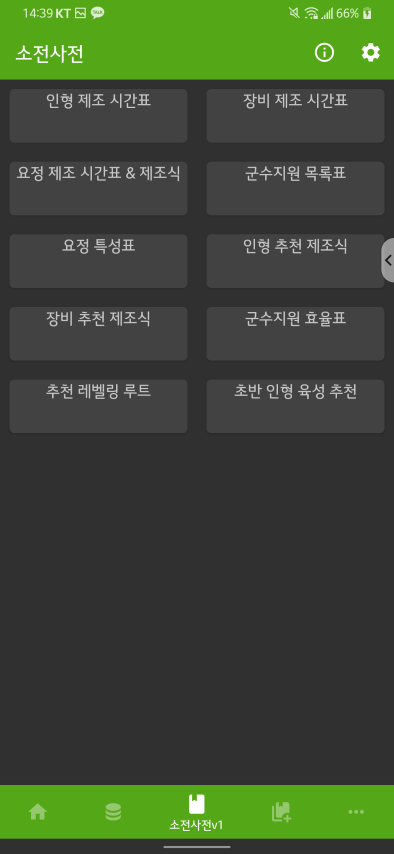 14:39 KT TALK 66%
소전사전
인형 제조 시간표
장비 제조 시간표
요정 제조 시간표 & 제조식
군수지원 목록표
요정 특성표
인형 추천 제조식
장비 추천 제조식
군수지원 효율표
추천 레벨링 루트
초반 인형 육성 추천
소전사전v1